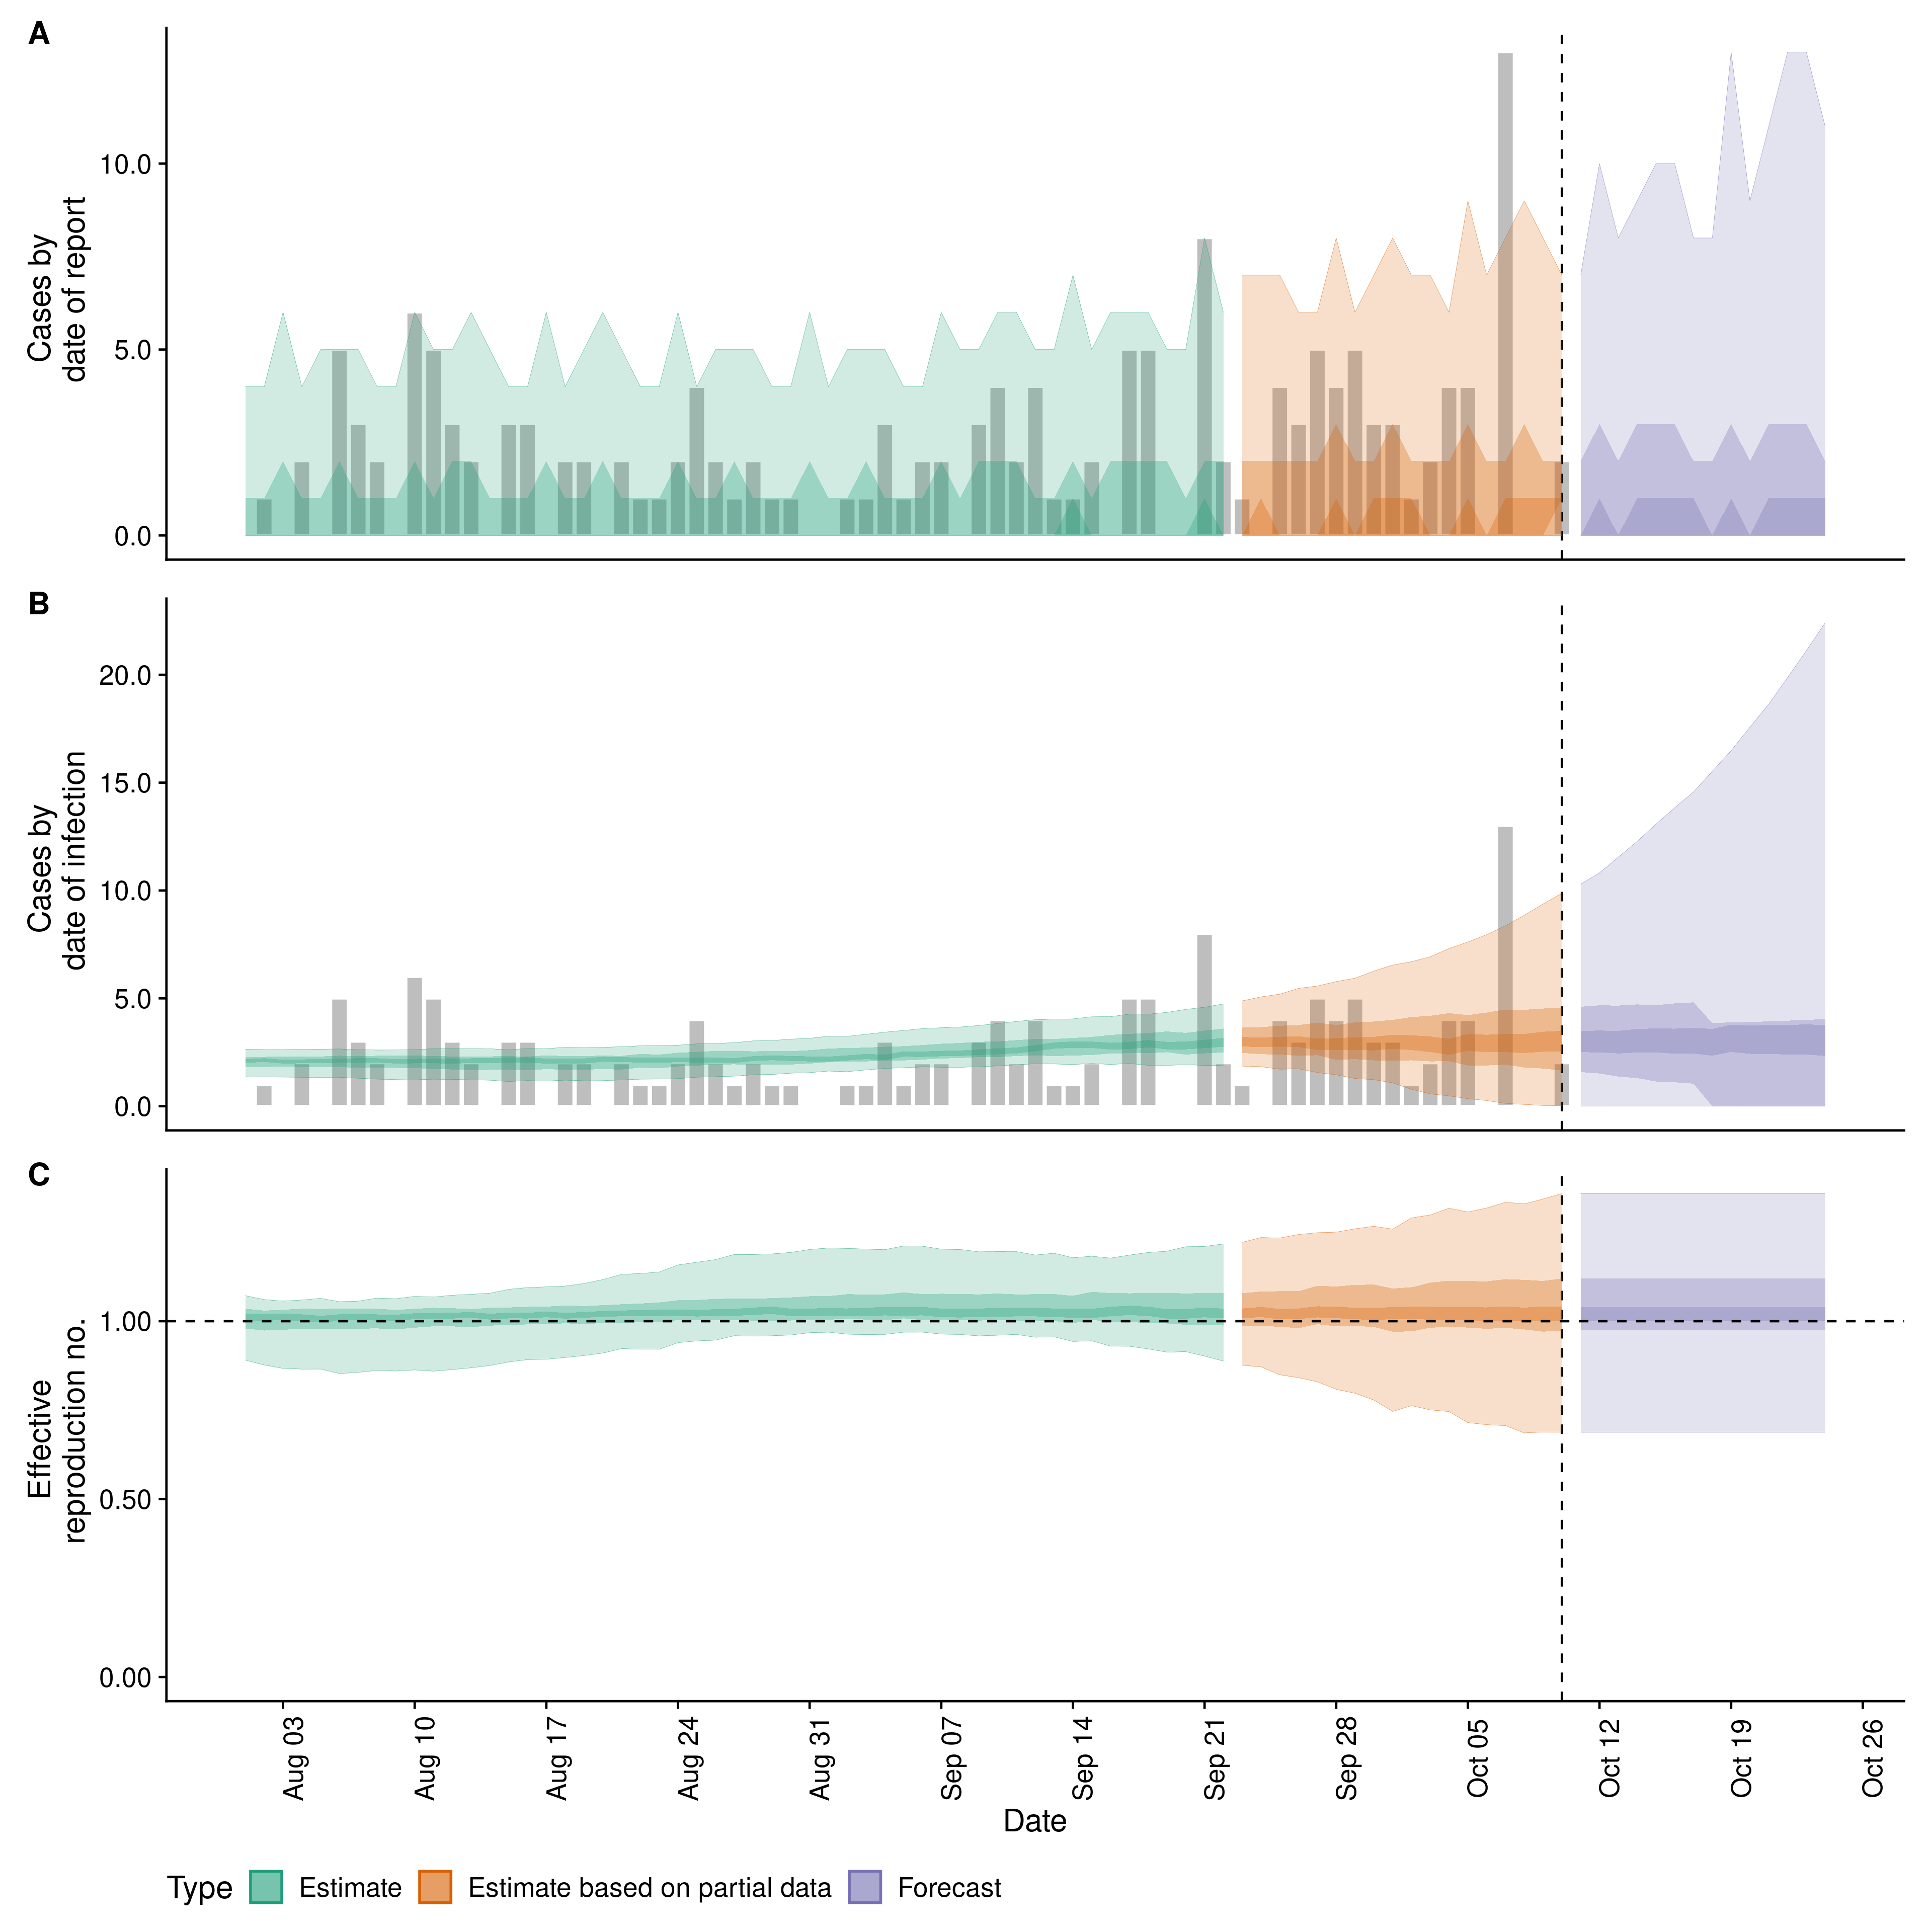 A
Cases by
date of report
10.0
5.0
0.0
B
Cases by
date of infection
20.0
15.0
10.0
5.0
0.0
C
Effective
reproduction no.
1.00
0.50
0.00
Aug 03
Aug 10
Aug 17
Aug 24
Aug 31
Sep 07
Sep 14
Sep 21
Sep 28
Oct 05
Oct 12
Oct 19
Oct 26
Date
Type Estimate Estimate based on partial data Forecast